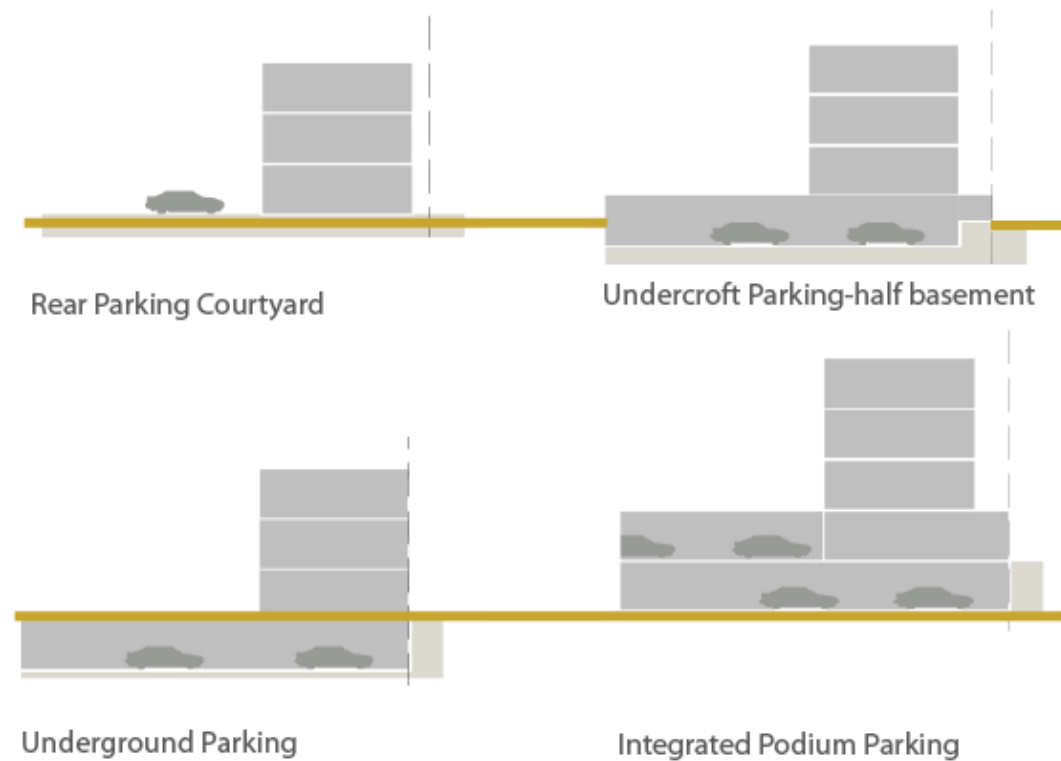 Rear Parking Courtyard
Undercroft Parking-half basement
Underground Parking
Integrated Podium Parking